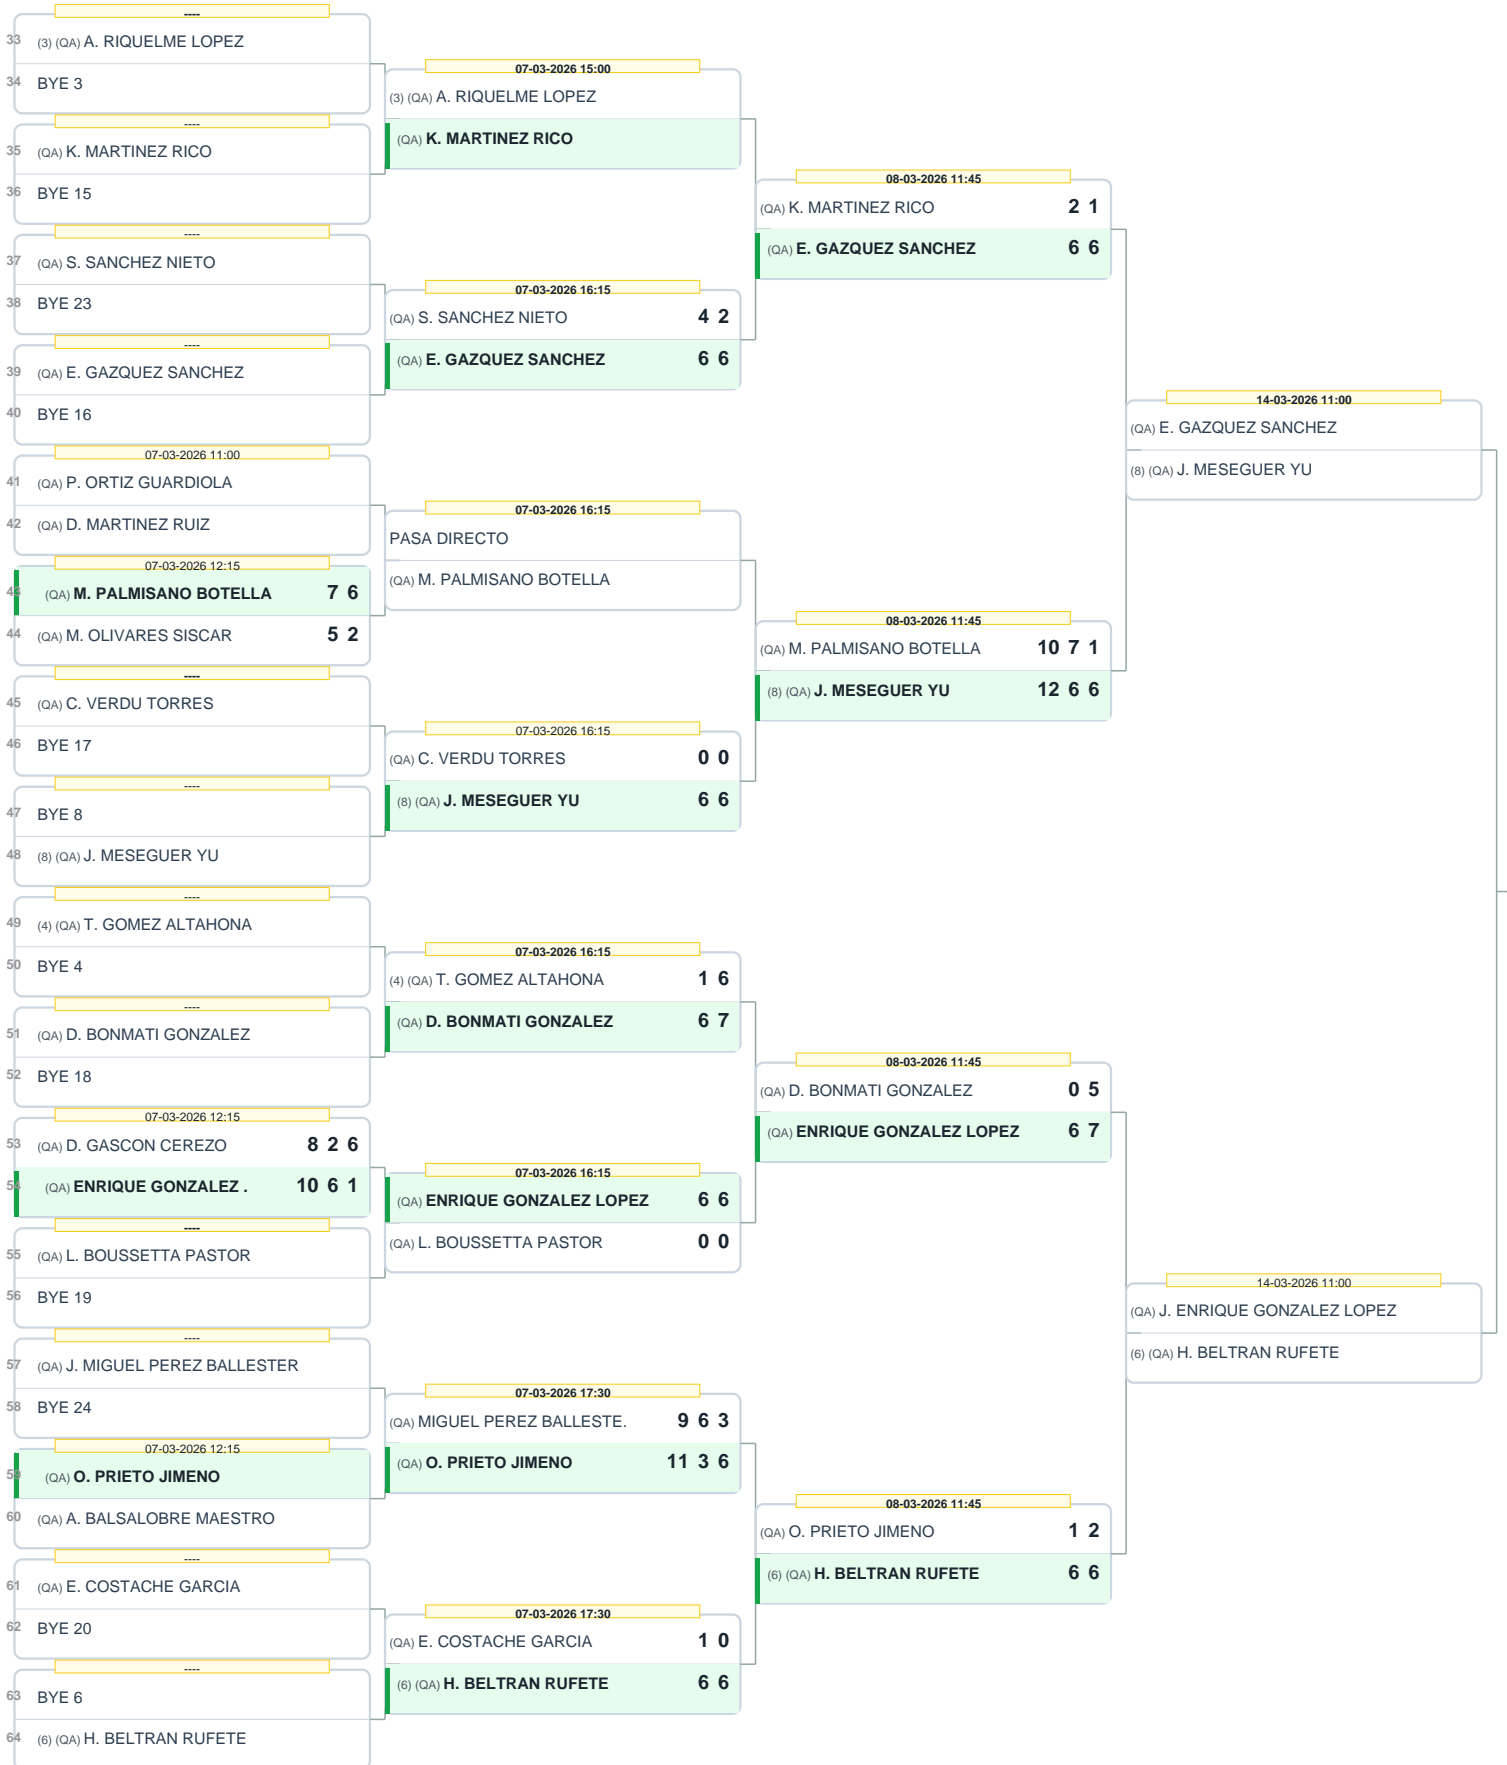 ----
33 (3) (QA) A. RIQUELME LOPEZ
34 BYE 3
----
35 (QA) K. MARTINEZ RICO
36 BYE 15
----
37 (QA) S. SANCHEZ NIETO
38 BYE 23
----
39 (QA) E. GAZQUEZ SANCHEZ
40 BYE 16
07-03-2026 11:00
41 (QA) P. ORTIZ GUARDIOLA
42 (QA) D. MARTINEZ RUIZ
07-03-2026 12:15
43 (QA) M. PALMISANO BOTELLA 7 6
44 (QA) M. OLIVARES SISCAR 5 2
----
45 (QA) C. VERDU TORRES
46 BYE 17
----
47 BYE 8
48 (8) (QA) J. MESEGUER YU
----
49 (4) (QA) T. GOMEZ ALTAHONA
50 BYE 4
----
51 (QA) D. BONMATI GONZALEZ
52 BYE 18
07-03-2026 12:15
53 (QA) D. GASCON CEREZO 8 2 6
54 (QA) ENRIQUE GONZALEZ . 10 6 1
----
55 (QA) L. BOUSSETTA PASTOR
56 BYE 19
----
57 (QA) J. MIGUEL PEREZ BALLESTER
58 BYE 24
07-03-2026 12:15
59 (QA) O. PRIETO JIMENO
60 (QA) A. BALSALOBRE MAESTRO
----
61 (QA) E. COSTACHE GARCIA
62 BYE 20
----
63 BYE 6
64 (6) (QA) H. BELTRAN RUFETE
07-03-2026 15:00
(3) (QA) A. RIQUELME LOPEZ
(QA) K. MARTINEZ RICO
07-03-2026 16:15
(QA) S. SANCHEZ NIETO 4 2
(QA) E. GAZQUEZ SANCHEZ 6 6
07-03-2026 16:15
PASA DIRECTO
(QA) M. PALMISANO BOTELLA
07-03-2026 16:15
(QA) C. VERDU TORRES 0 0
(8) (QA) J. MESEGUER YU 6 6
07-03-2026 16:15
(4) (QA) T. GOMEZ ALTAHONA 1 6
(QA) D. BONMATI GONZALEZ 6 7
07-03-2026 16:15
(QA) ENRIQUE GONZALEZ LOPEZ 6 6
(QA) L. BOUSSETTA PASTOR 0 0
07-03-2026 17:30
(QA) MIGUEL PEREZ BALLESTE. 9 6 3
(QA) O. PRIETO JIMENO 11 3 6
07-03-2026 17:30
(QA) E. COSTACHE GARCIA 1 0
(6) (QA) H. BELTRAN RUFETE 6 6
08-03-2026 11:45
(QA) K. MARTINEZ RICO 2 1
(QA) E. GAZQUEZ SANCHEZ 6 6
08-03-2026 11:45
(QA) M. PALMISANO BOTELLA 10 7 1
(8) (QA) J. MESEGUER YU 12 6 6
08-03-2026 11:45
(QA) D. BONMATI GONZALEZ 0 5
(QA) ENRIQUE GONZALEZ LOPEZ 6 7
08-03-2026 11:45
(QA) O. PRIETO JIMENO 1 2
(6) (QA) H. BELTRAN RUFETE 6 6
14-03-2026 11:00
(QA) E. GAZQUEZ SANCHEZ
(8) (QA) J. MESEGUER YU
14-03-2026 11:00
(QA) J. ENRIQUE GONZALEZ LOPEZ
(6) (QA) H. BELTRAN RUFETE